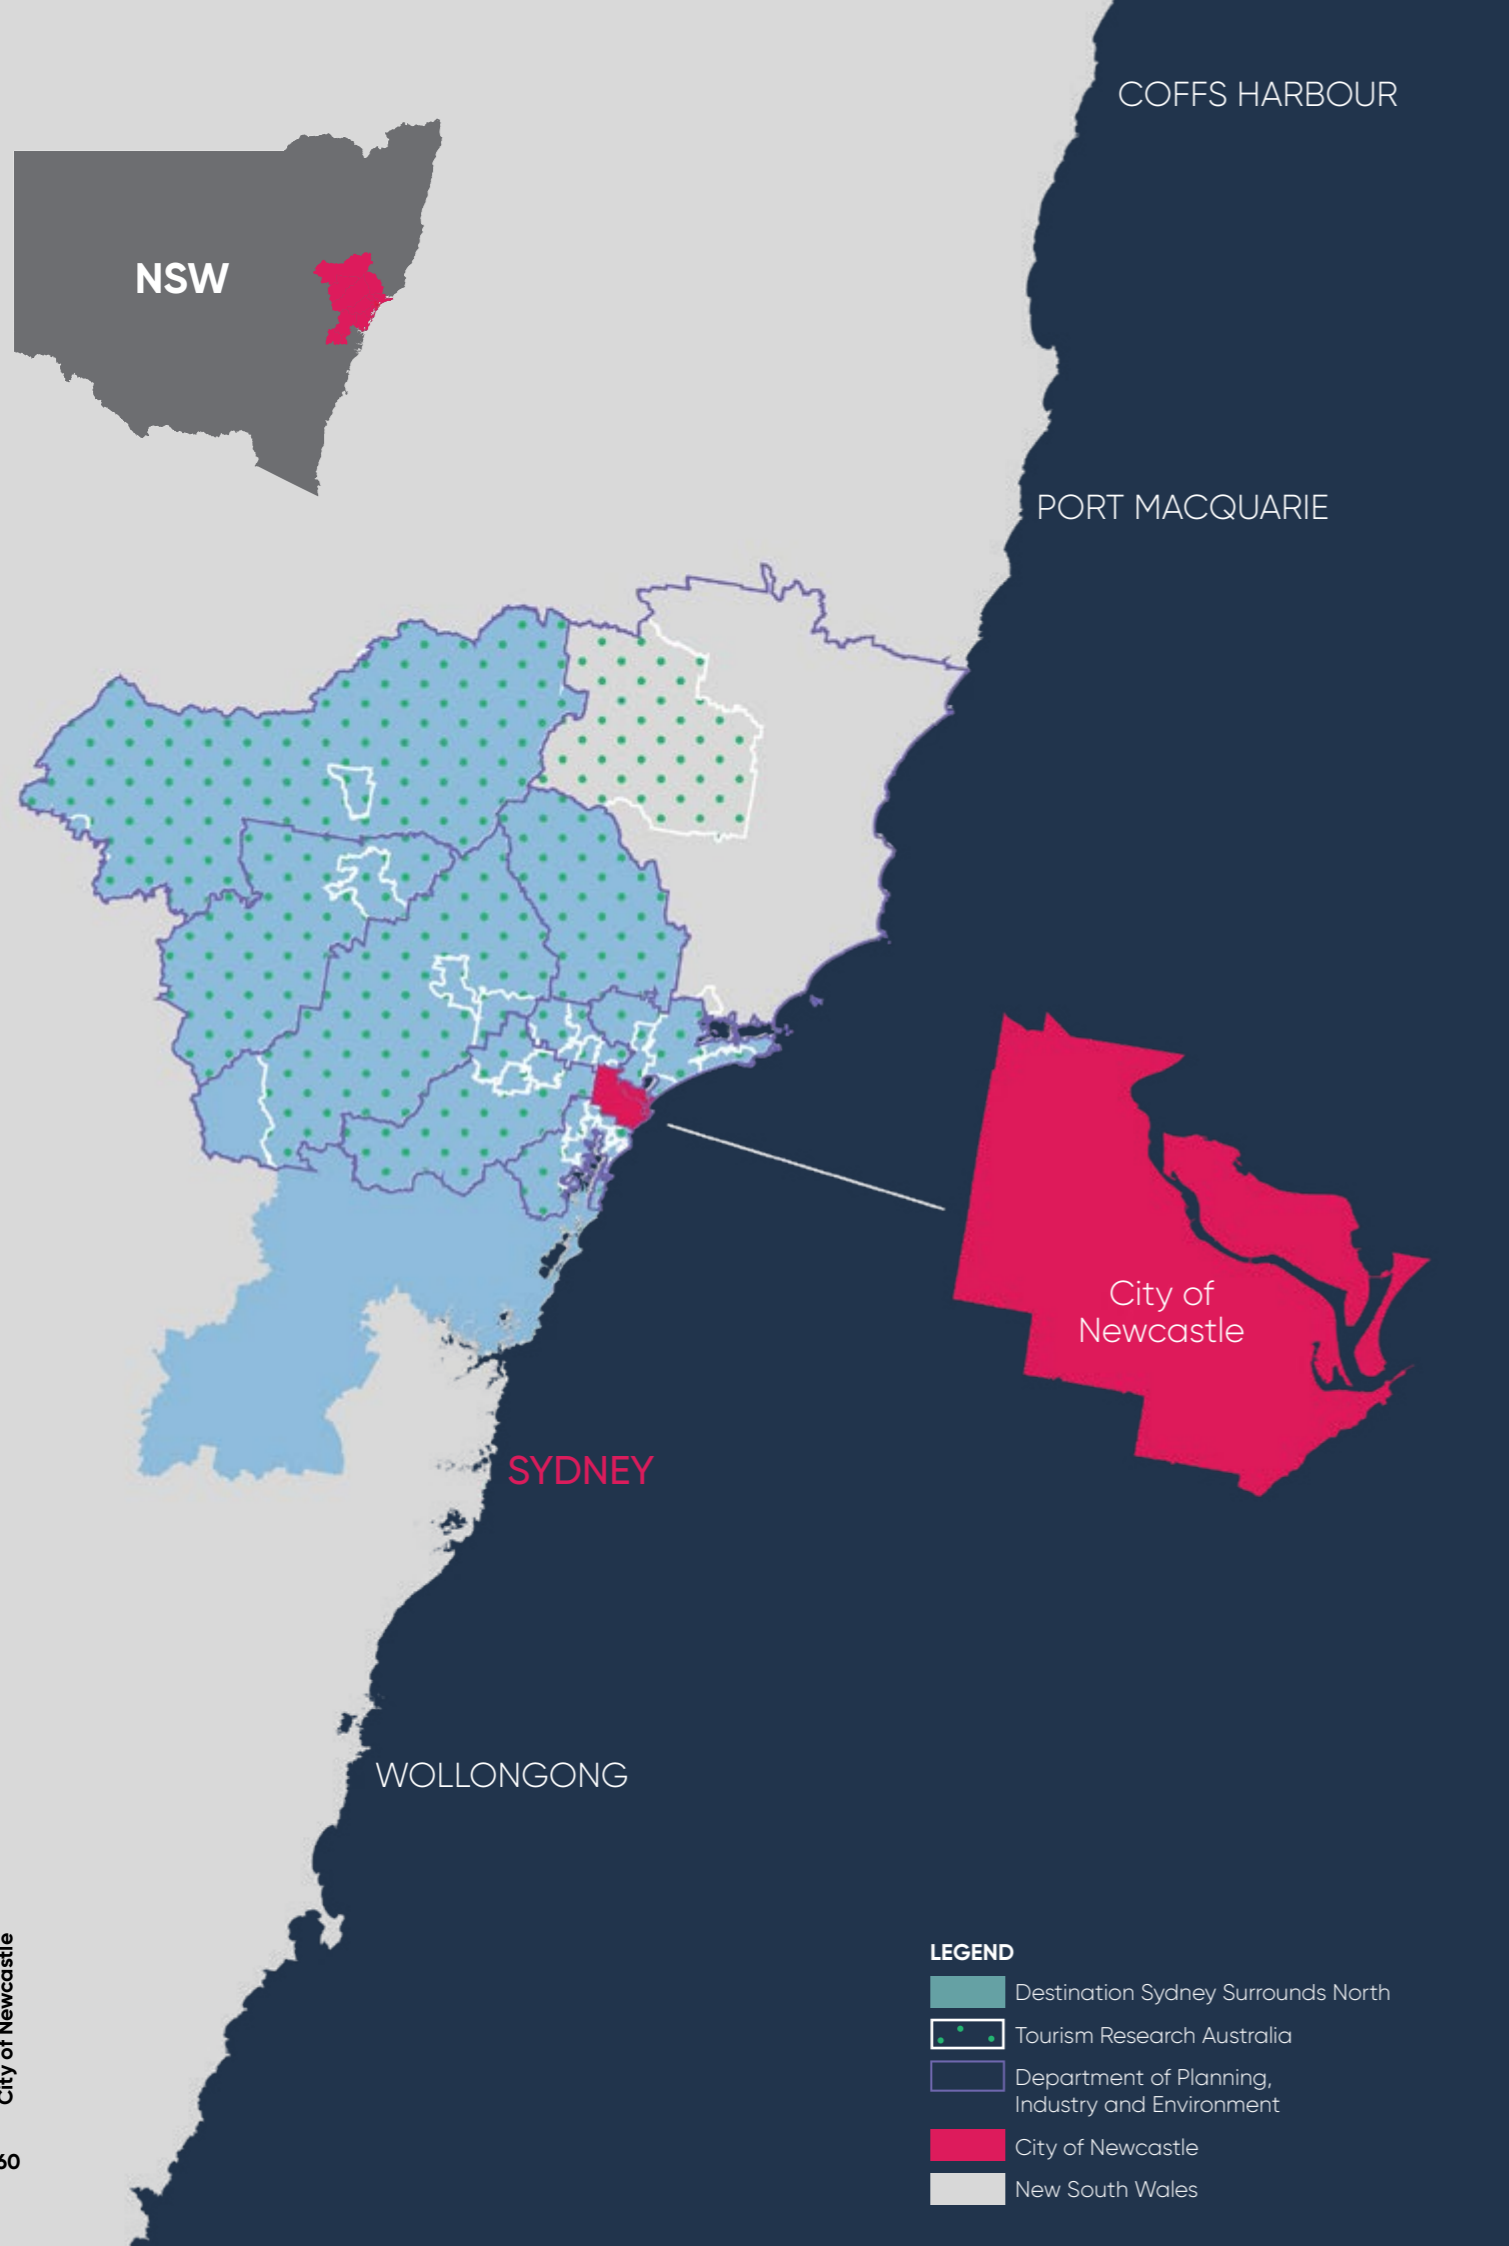 COFFS HARBOUR
NSW
PORT MACQUARIE
City of
Newcastle
SYDNEY
WOLLONGONG
LEGEND
Destination Sydney Surrounds North
Tourism Research Australia
Department of Planning,
Industry and Environment
City of Newcastle
New South Wales
City of Newcastle
60